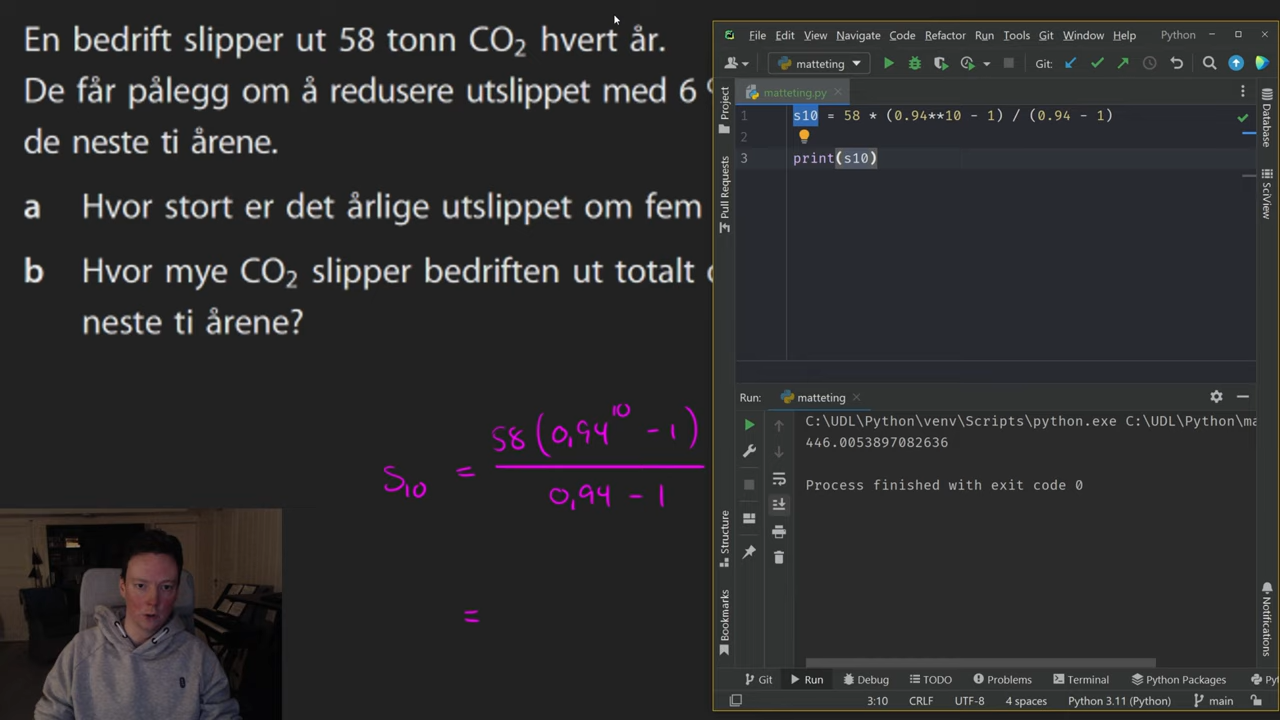 En bedrift slipper ut 58 tonn CO₂ hvert år.
De får pålegg om å redusere utslippet med 6
de neste ti årene.
a Hvor stort er det årlige utslippet om fem
b Hvor mye CO₂ slipper bedriften ut totalt
neste ti årene?
S₁₀ = 58(0,94¹⁰ - 1)
0,94 - 1
=
File Edit View Navigate Code Refactor Run Tools Git Window Help Python
matteting Git:
matteting.py
1 s10 = 58 * (0.94**10 - 1) / (0.94 - 1)
2
3 print(s10)
Project
Pull Requests
Structure
Bookmarks
Database
SciView
Notifications
Run: matteting
C:\UDL\Python\venv\Scripts\python.exe C:\UDL\Python\ma
446.0053897082636
Process finished with exit code 0
Git Run Debug TODO Problems Terminal Python Packages Py
3:10 CRLF UTF-8 4 spaces Python 3.11 (Python) main